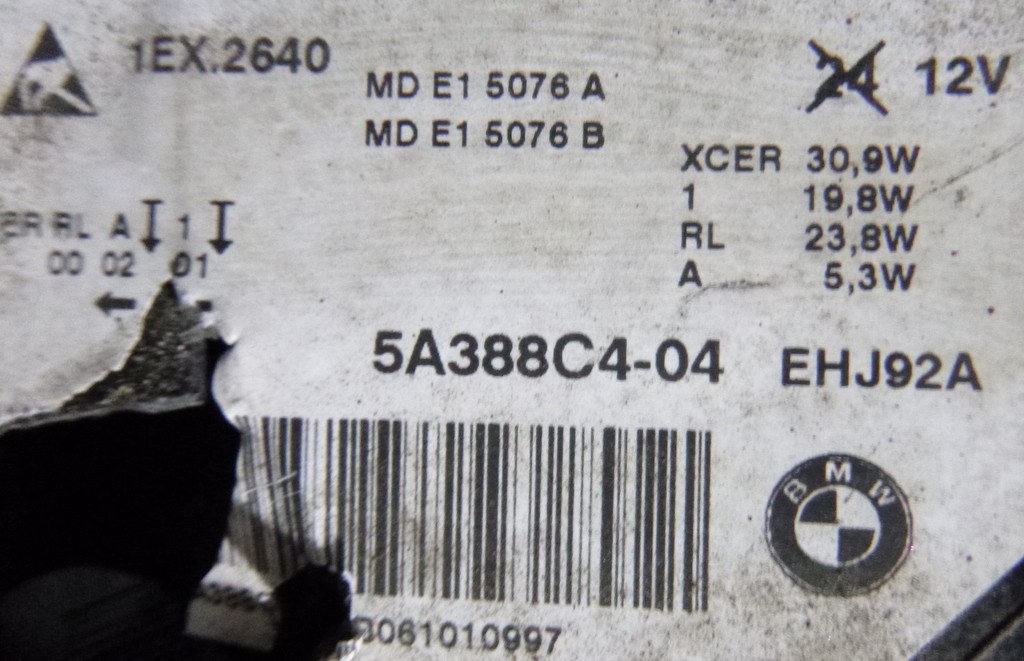 1EX.2640
MD E1 5076 A
MD E1 5076 B
24 12V
XCER 30,9W
1 19,8W
RL 23,8W
A 5,3W
RL A 1
00 02 01
5A388C4-04 EHJ92A
BMW
3061010997